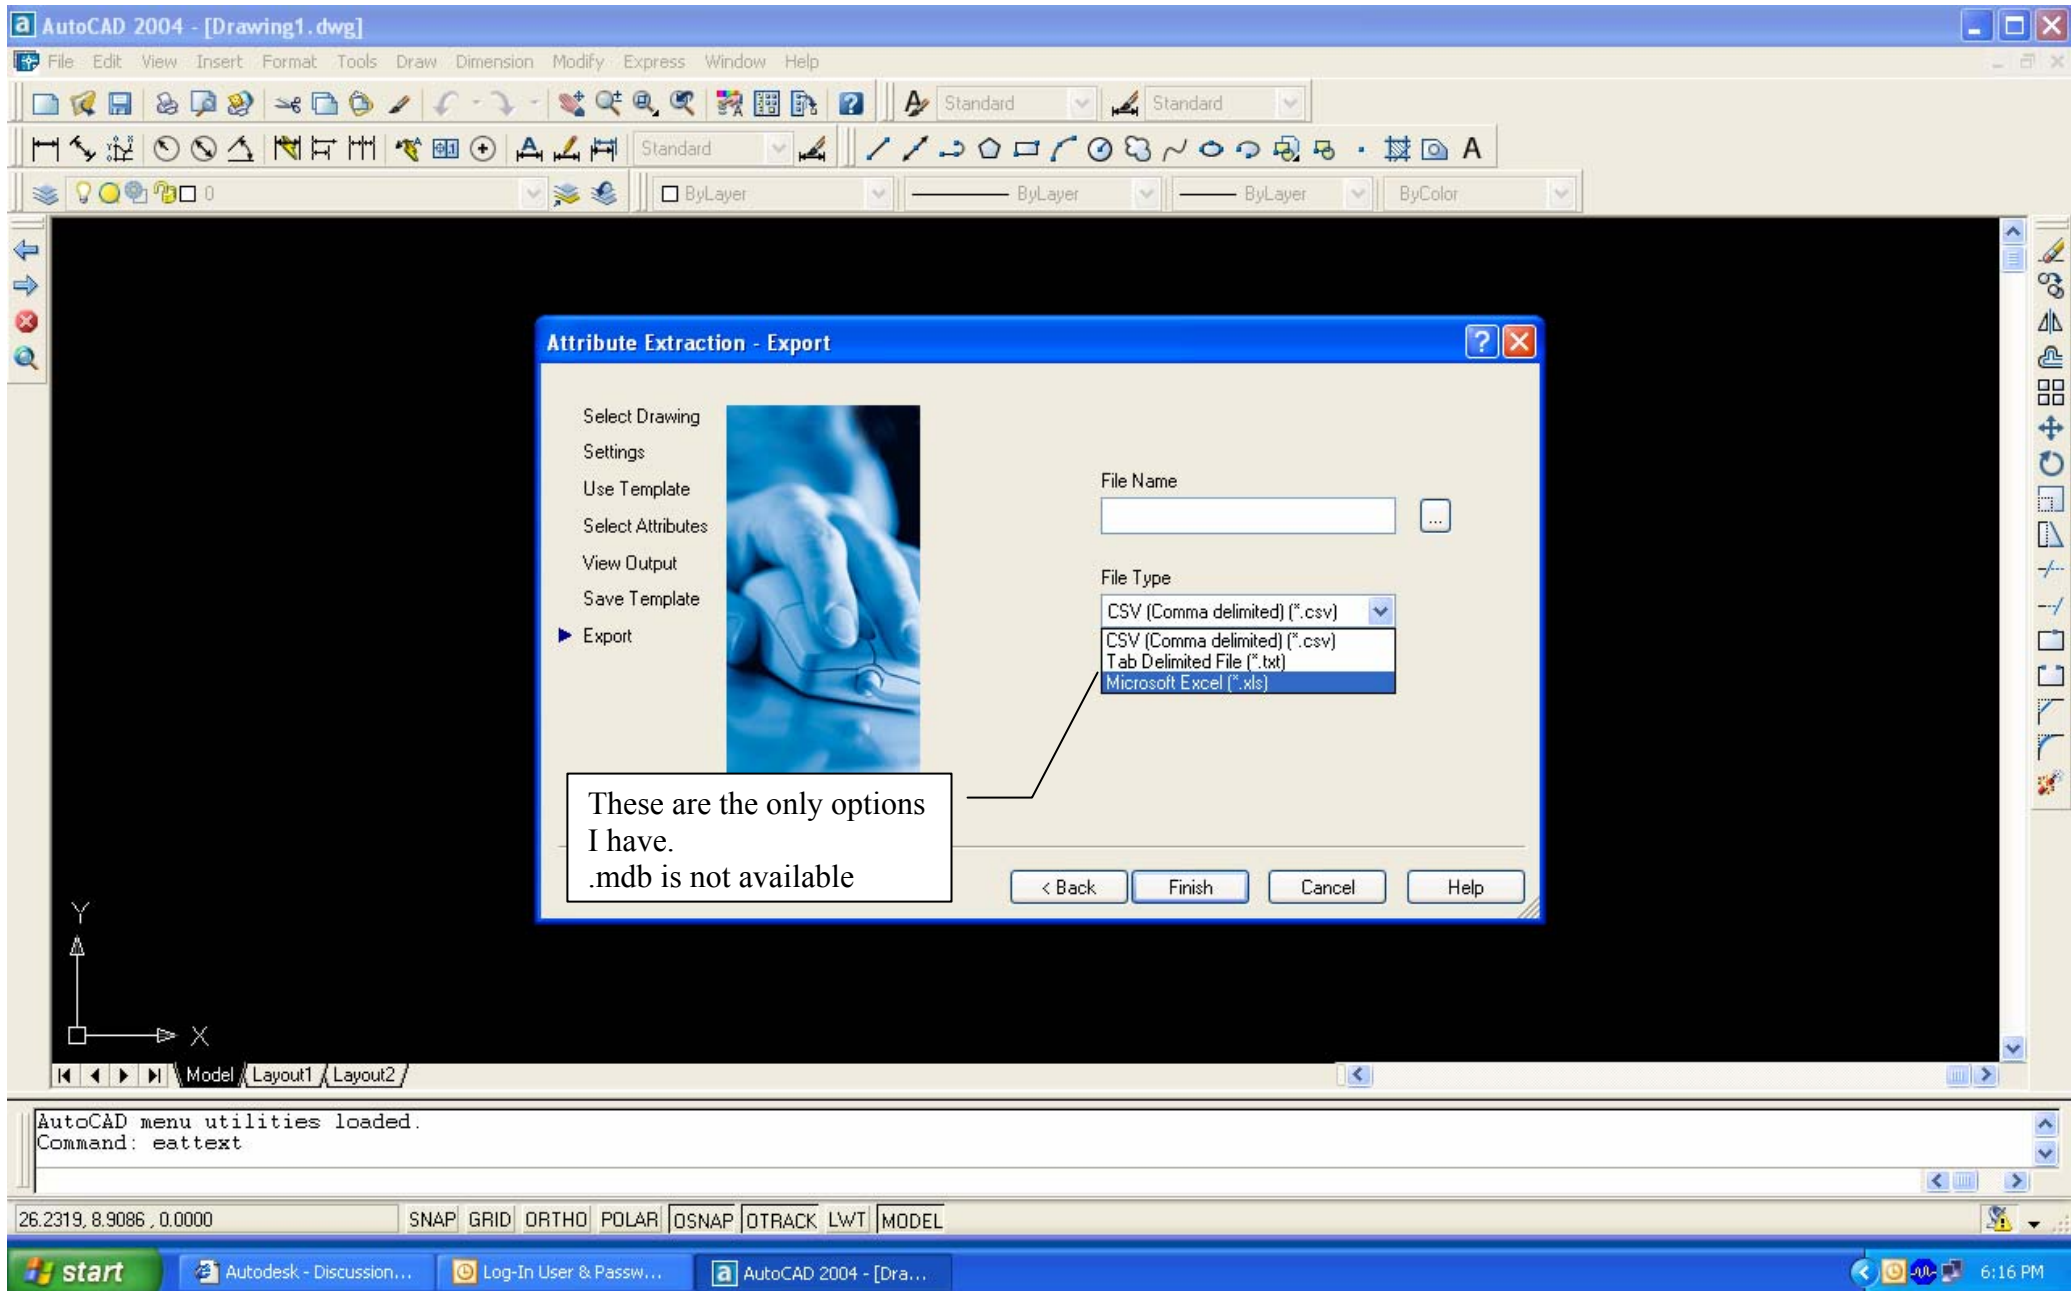 AutoCAD 2004 - [Drawing1.dwg]
File Edit View Insert Format Tools Draw Dimension Modify Express Window Help
Standard Standard
Standard
0 ByLayer ByLayer ByLayer ByColor
Attribute Extraction - Export
Select Drawing
Settings
Use Template
Select Attributes
View Output
Save Template
Export
File Name
...
File Type
CSV (Comma delimited) (*.csv)
CSV (Comma delimited) (*.csv)
Tab Delimited File (*.txt)
Microsoft Excel (*.xls)
These are the only options
I have.
.mdb is not available
< Back Finish Cancel Help
Y
X
Model Layout1 Layout2
AutoCAD menu utilities loaded.
Command: eattext
26.2319, 8.9086 , 0.0000 SNAP GRID ORTHO POLAR OSNAP OTRACK LWT MODEL
start Autodesk - Discussion... Log-In User & Passw... AutoCAD 2004 - [Dra... 6:16 PM